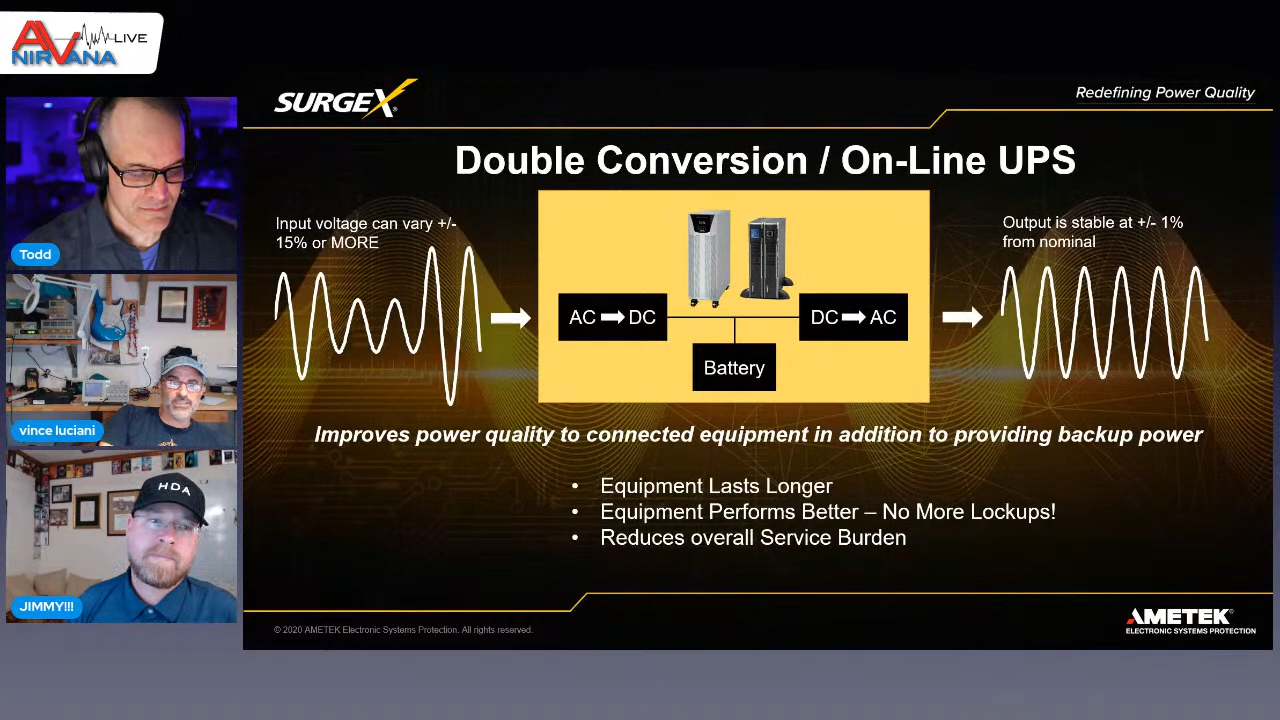 AV
LIVE
NIRVANA
SURGEX®
Redefining Power Quality
Double Conversion / On-Line UPS
Input voltage can vary +/-
15% or MORE
Output is stable at +/- 1%
from nominal
AC DC
DC AC
Battery
Improves power quality to connected equipment in addition to providing backup power
• Equipment Lasts Longer
• Equipment Performs Better – No More Lockups!
• Reduces overall Service Burden
© 2020 AMETEK Electronic Systems Protection. All rights reserved.
AMETEK®
ELECTRONIC SYSTEMS PROTECTION
Todd
vince luciani
HDA
JIMMY!!!